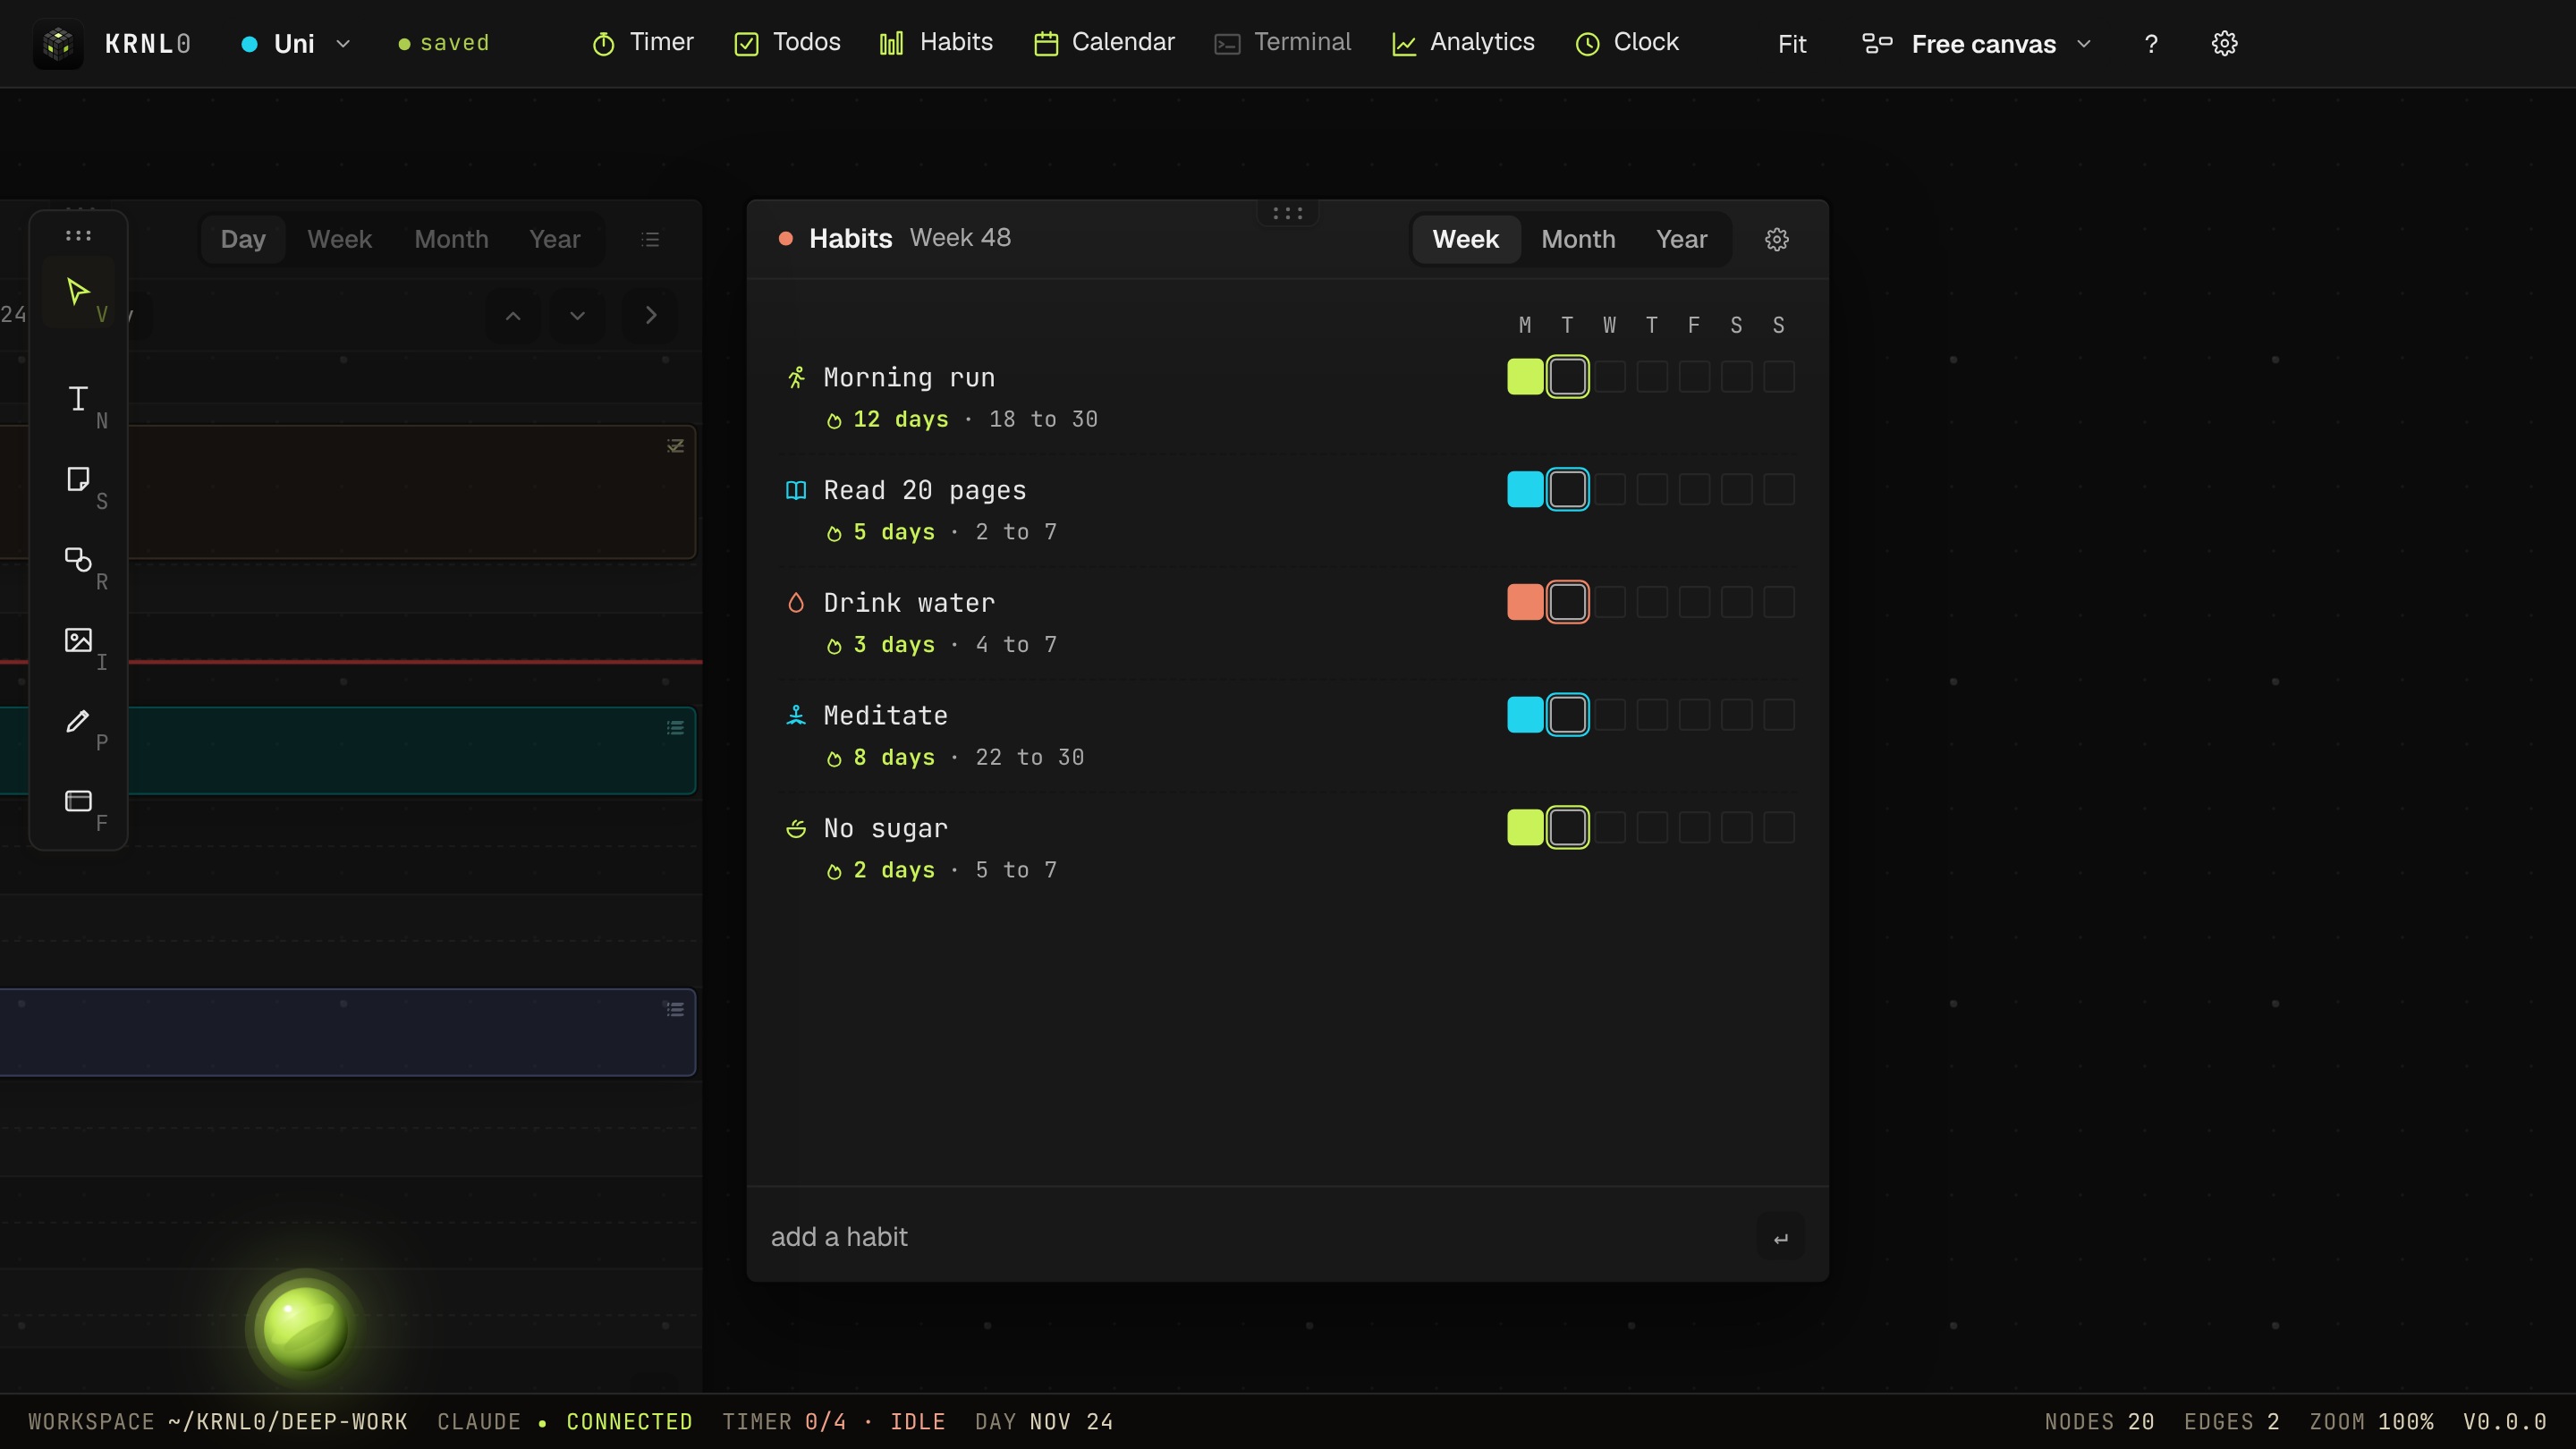 KRNL0 Uni saved Timer Todos Habits Calendar Terminal Analytics Clock Fit Free canvas ?
Day Week Month Year
24
V
N
S
R
I
P
F
Habits Week 48 Week Month Year
M T W T F S S
Morning run
12 days · 18 to 30
Read 20 pages
5 days · 2 to 7
Drink water
3 days · 4 to 7
Meditate
8 days · 22 to 30
No sugar
2 days · 5 to 7
add a habit
WORKSPACE ~/KRNL0/DEEP-WORK CLAUDE • CONNECTED TIMER 0/4 · IDLE DAY NOV 24 NODES 20 EDGES 2 ZOOM 100% V0.0.0